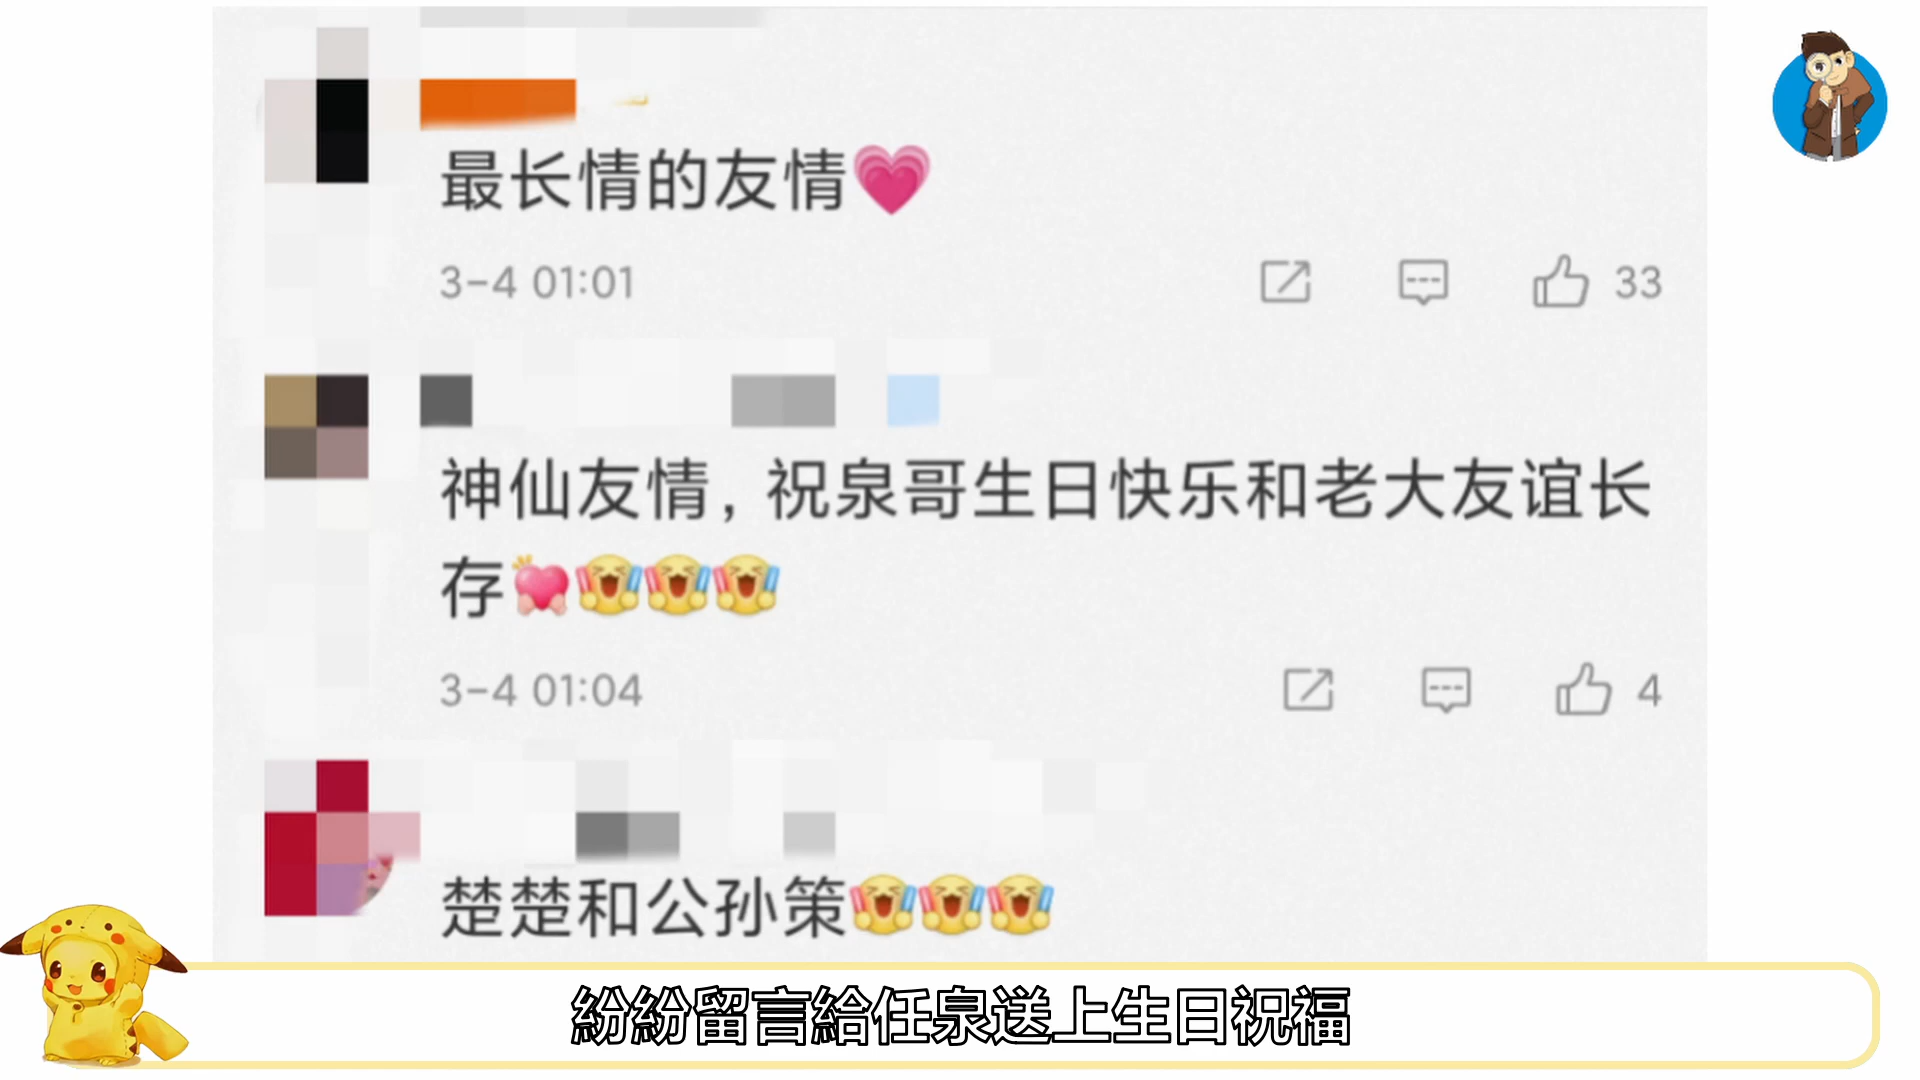 最长情的友情💗
3-4 01:01
33
神仙友情，祝泉哥生日快乐和老大友谊长
存
3-4 01:04
4
楚楚和公孙策
紛紛留言給任泉送上生日祝福